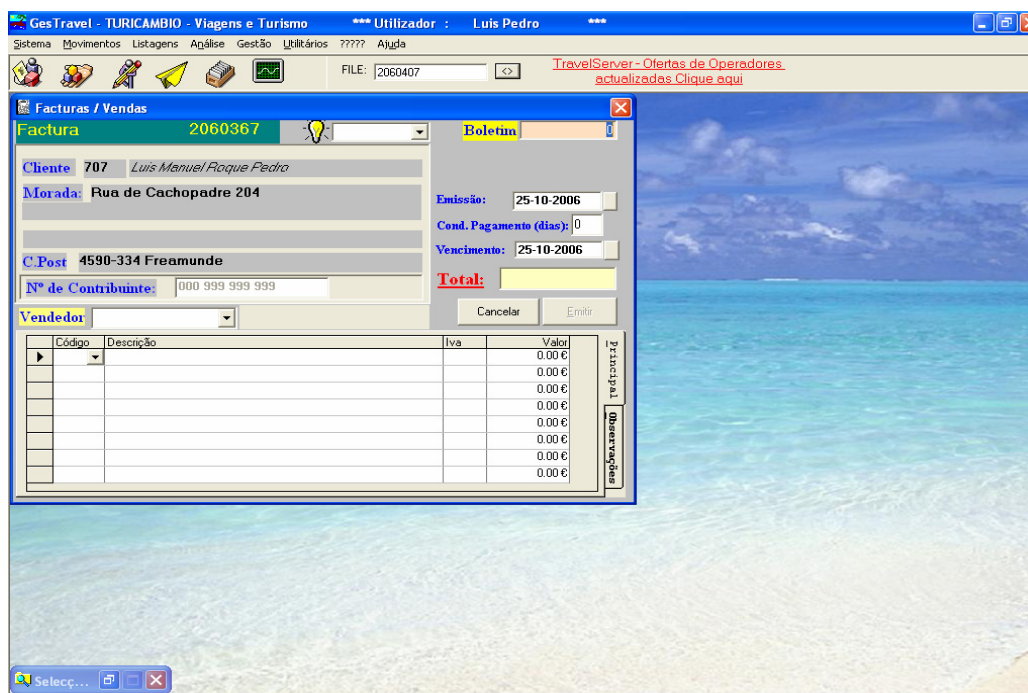 GesTravel - TURICAMBIO - Viagens e Turismo *** Utilizador : Luis Pedro ***
Sistema Movimentos Listagens Análise Gestão Utilitários ????? Ajuda
FILE: 2060407 <> TravelServer - Ofertas de Operadores
actualizadas Clique aqui
Facturas / Vendas
Factura 2060367 Boletim 0
Cliente 707 Luis Manuel Roque Pedro
Morada: Rua de Cachopadre 204
Emissão: 25-10-2006
Cond. Pagamento (dias): 0
Vencimento: 25-10-2006
C.Post 4590-334 Freamunde
Total:
Nº de Contribuinte: 000 999 999 999
Cancelar Emitir
Vendedor
Código Descrição Iva Valor
0.00 €
0.00 €
0.00 €
0.00 €
0.00 €
0.00 €
0.00 €
0.00 €
Principal
Observações
Selecç...